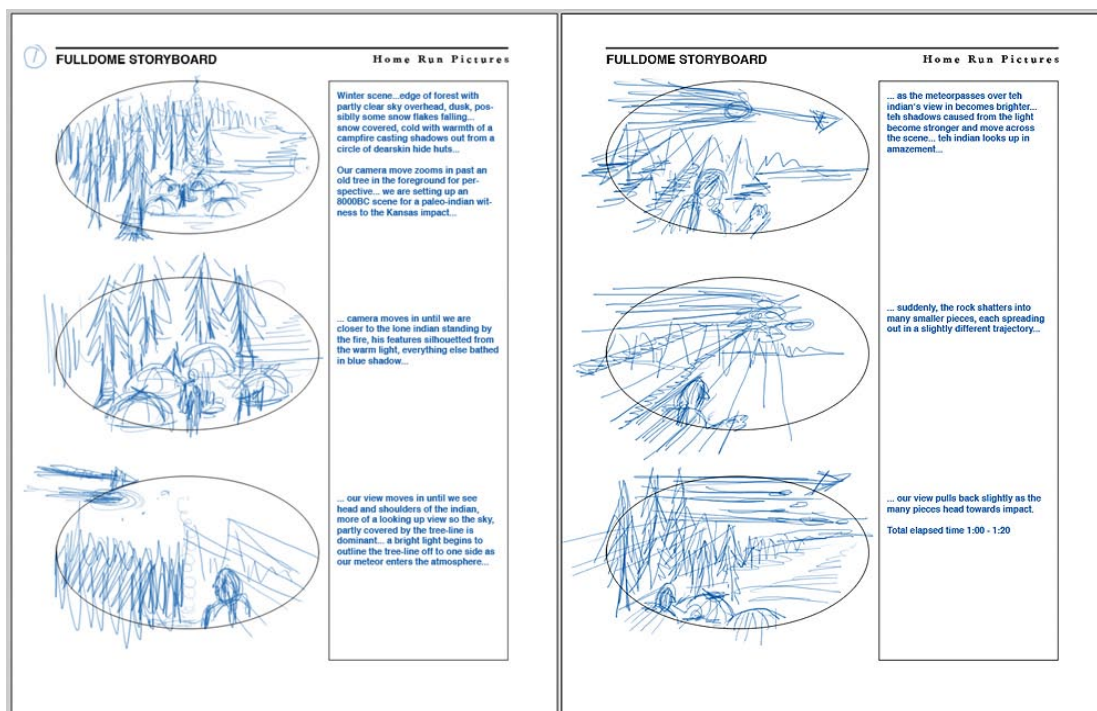 1
FULLDOME STORYBOARD
Home Run Pictures
Winter scene...edge of forest with
partly clear sky overhead, dusk, pos-
siblly some snow flakes falling...
snow covered, cold with warmth of a
campfire casting shadows out from a
circle of dearskin hide huts...
Our camera move zooms in past an
old tree in the foreground for per-
spective... we are setting up an
8000BC scene for a paleo-indian wit-
ness to the Kansas impact...
... camera moves in until we are
closer to the lone indian standing by
the fire, his features silhouetted from
the warm light, everything else bathed
in blue shadow...
... our view moves in until we see
head and shoulders of the indian,
more of a looking up view so the sky,
partly covered by the tree-line is
dominant... a bright light begins to
outline the tree-line off to one side as
our meteor enters the atmosphere...
FULLDOME STORYBOARD
Home Run Pictures
... as the meteorpasses over teh
indian's view in becomes brighter...
teh shadows caused from the light
become stronger and move across
the scene... teh indian looks up in
amazement...
... suddenly, the rock shatters into
many smaller pieces, each spreading
out in a slightly different trajectory...
... our view pulls back slightly as the
many pieces head towards impact.
Total elapsed time 1:00 - 1:20